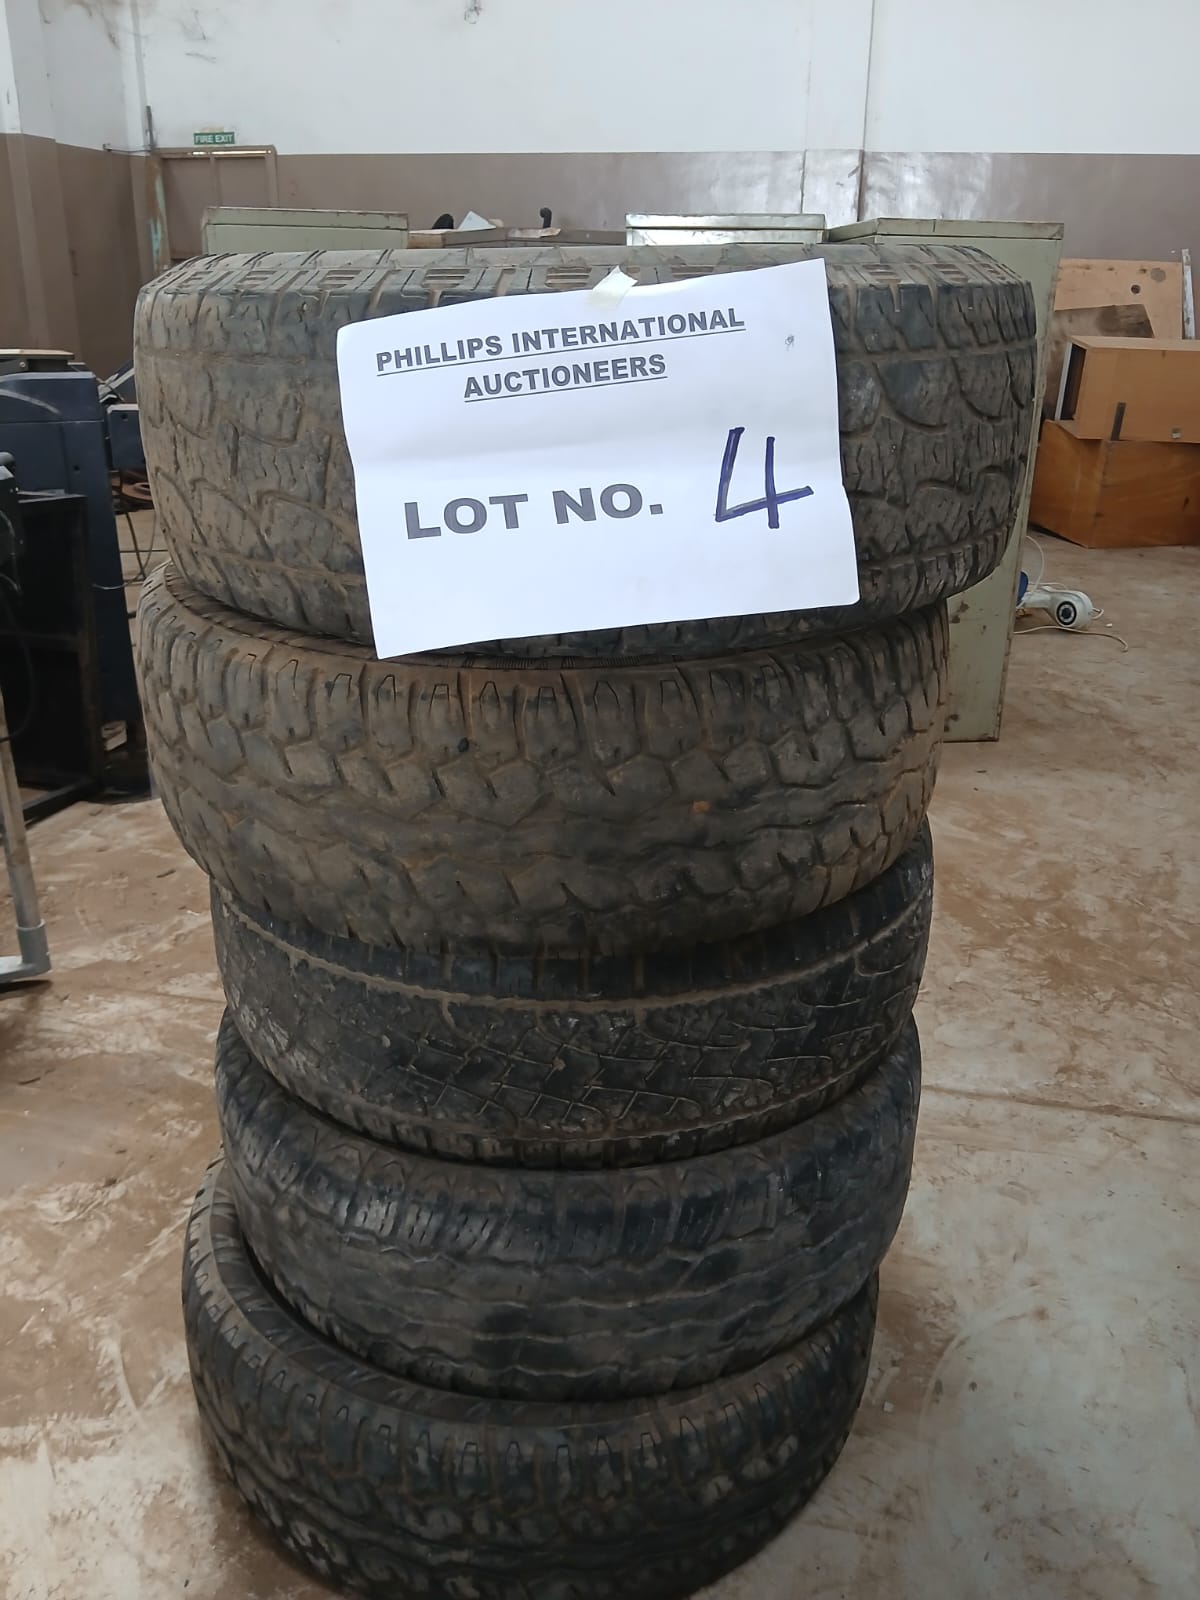 FIRE EXIT
PHILLIPS INTERNATIONAL
AUCTIONEERS
LOT NO. 4